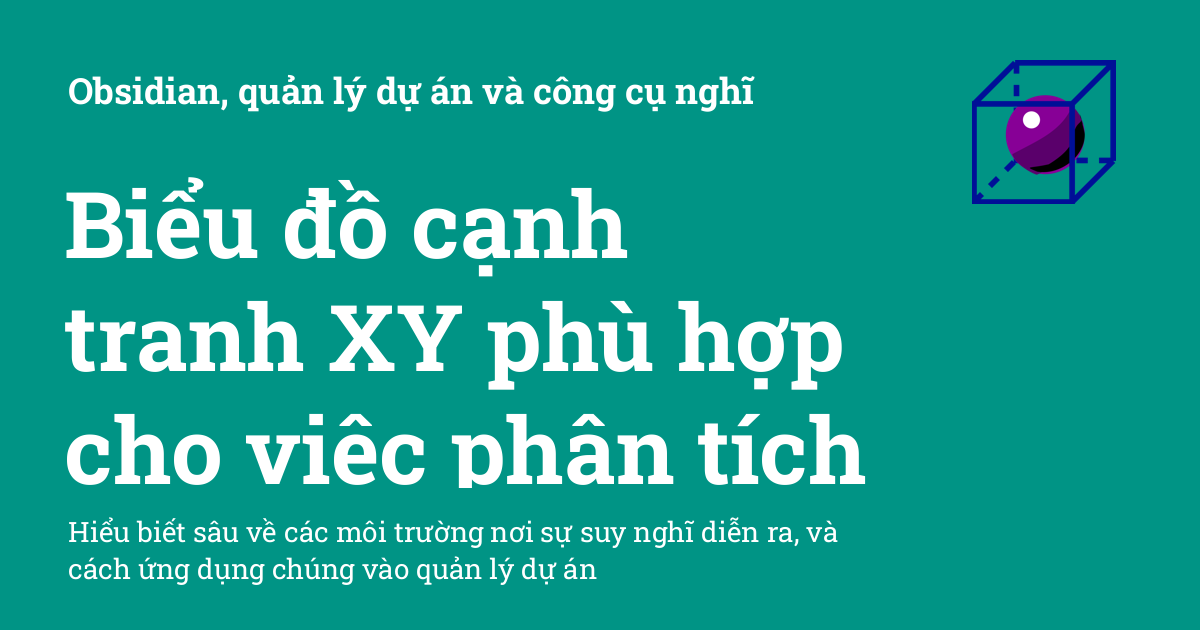 Obsidian, quản lý dự án và công cụ nghĩ
Biểu đồ cạnh
tranh XY phù hợp
cho việc phân tích
Hiểu biết sâu về các môi trường nơi sự suy nghĩ diễn ra, và
cách ứng dụng chúng vào quản lý dự án